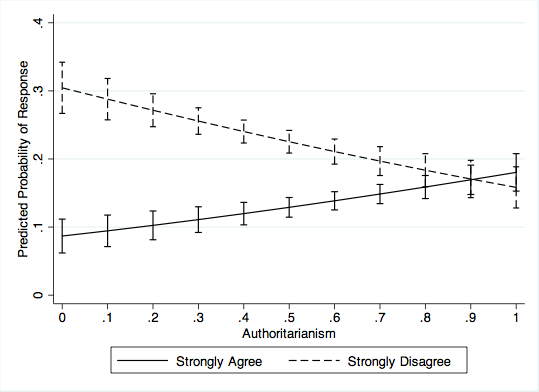 Predicted Probability of Response
.4
.3
.2
.1
0
0 .1 .2 .3 .4 .5 .6 .7 .8 .9 1
Authoritarianism
Strongly Agree Strongly Disagree